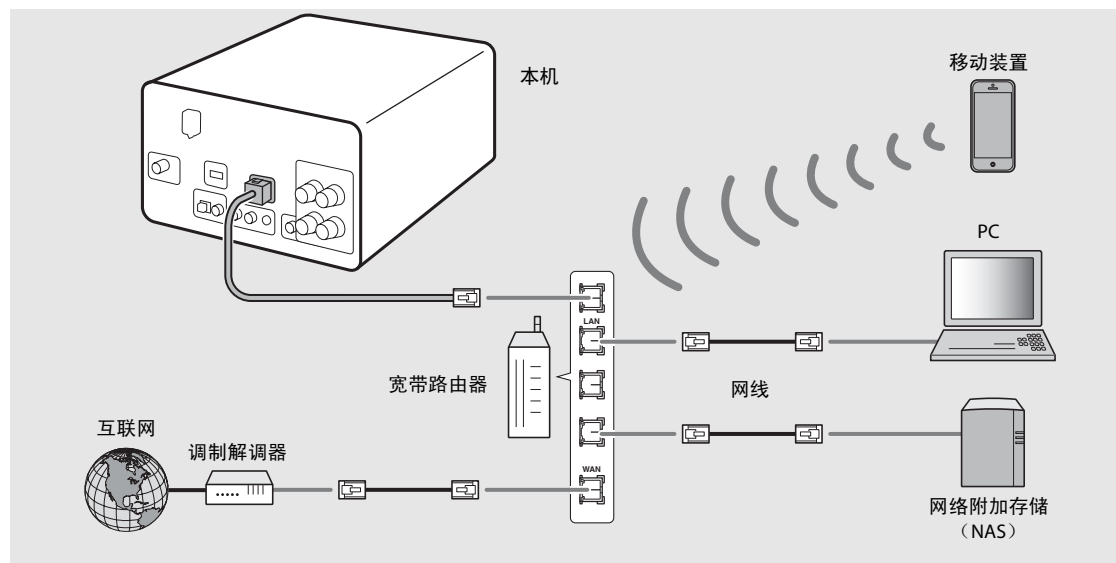 本机
移动装置
PC
LAN
宽带路由器
网线
互联网
调制解调器
WAN
网络附加存储
（NAS）